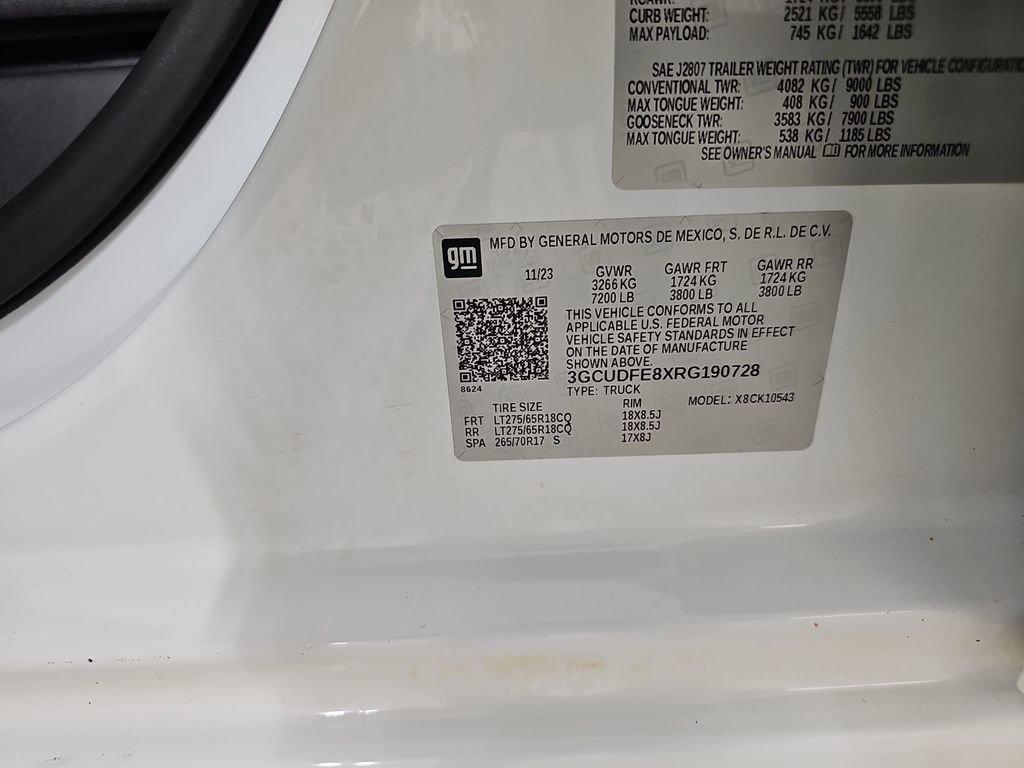 CURB WEIGHT: 2521 KG / 5558 LBS
MAX PAYLOAD: 745 KG / 1642 LBS
SAE J2807 TRAILER WEIGHT RATING (TWR) FOR VEHICLE
CONVENTIONAL TWR: 4082 KG / 9000 LBS
MAX TONGUE WEIGHT: 408 KG / 900 LBS
GOOSENECK TWR: 3583 KG / 7900 LBS
MAX TONGUE WEIGHT: 538 KG / 1185 LBS
SEE OWNER'S MANUAL FOR MORE INFORMATION
gm MFD BY GENERAL MOTORS DE MEXICO, S. DE R.L. DE C.V.
11/23 GVWR GAWR FRT GAWR RR
3266 KG 1724 KG 1724 KG
7200 LB 3800 LB 3800 LB
THIS VEHICLE CONFORMS TO ALL
APPLICABLE U.S. FEDERAL MOTOR
VEHICLE SAFETY STANDARDS IN EFFECT
ON THE DATE OF MANUFACTURE
SHOWN ABOVE.
3GCUDFE8XRG190728
8624
TYPE: TRUCK MODEL: X8CK10543
TIRE SIZE RIM
FRT LT275/65R18CQ 18X8.5J
RR LT275/65R18CQ 18X8.5J
SPA 265/70R17 S 17X8J